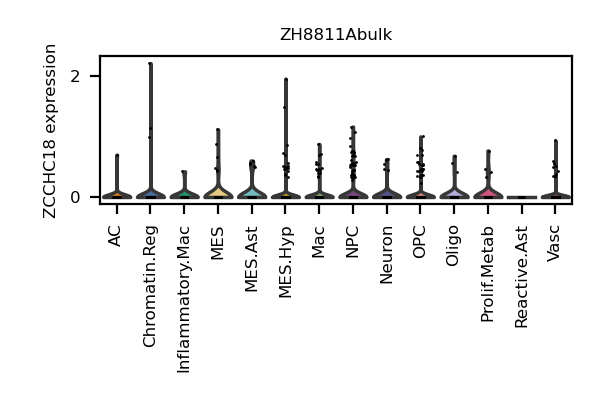 ZH8811Abulk
ZCCHC18 expression
2
0
AC
Chromatin.Reg
Inflammatory.Mac
MES
MES.Ast
MES.Hyp
Mac
NPC
Neuron
OPC
Oligo
Prolif.Metab
Reactive.Ast
Vasc